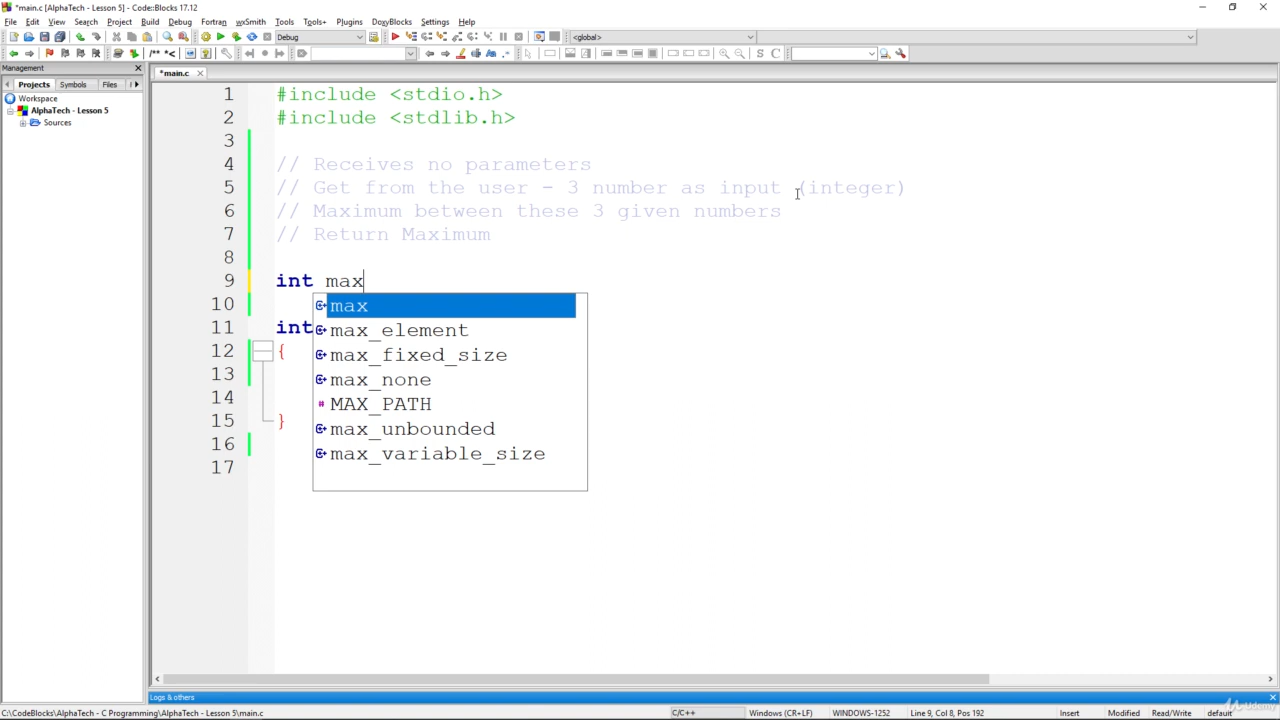 *main.c [AlphaTech - Lesson 5] - Code::Blocks 17.12
File Edit View Search Project Build Debug Fortran wxSmith Tools Tools+ Plugins DoxyBlocks Settings Help
Debug <global>
/** *< S C
Management
Projects Symbols Files
*main.c
Workspace
AlphaTech - Lesson 5
Sources
1 #include <stdio.h>
2 #include <stdlib.h>
3
4 // Receives no parameters
5 // Get from the user - 3 number as input (integer)
6 // Maximum between these 3 given numbers
7 // Return Maximum
8
9 int max
10
11 int
12 {
13
14
15 }
16
17
max
max_element
max_fixed_size
max_none
MAX_PATH
max_unbounded
max_variable_size
Logs & others
C:\CodeBlocks\AlphaTech - C Programming\AlphaTech - Lesson 5\main.c C/C++ Windows (CR+LF) WINDOWS-1252 Line 9, Col 8, Pos 192 Insert Modified Read/Write default
Udemy